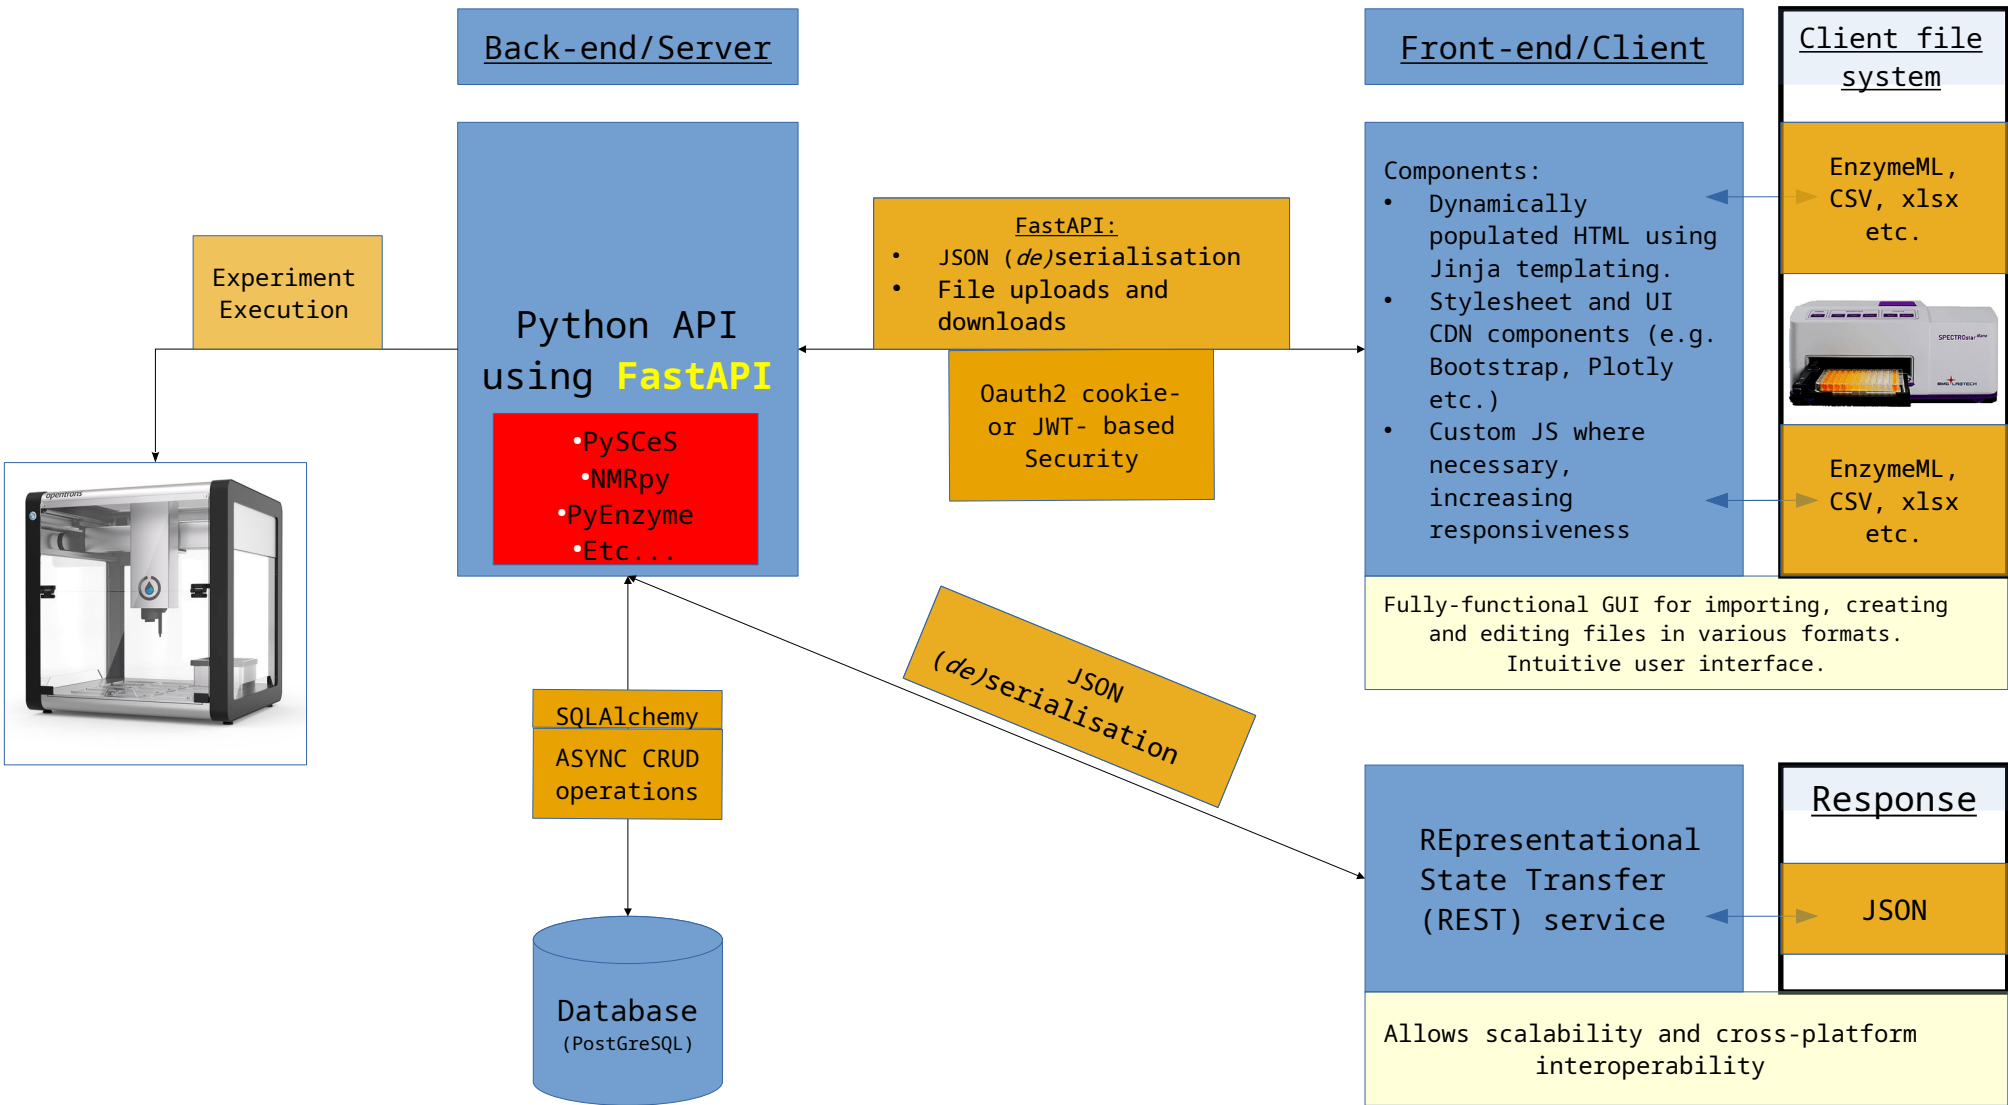 Back-end/Server
Front-end/Client
Client file
system
Experiment
Execution
Python API
using FastAPI
•PySCeS
•NMRpy
•PyEnzyme
•Etc...
FastAPI:
• JSON (de)serialisation
• File uploads and
downloads
Oauth2 cookie-
or JWT- based
Security
Components:
• Dynamically
populated HTML using
Jinja templating.
• Stylesheet and UI
CDN components (e.g.
Bootstrap, Plotly
etc.)
• Custom JS where
necessary,
increasing
responsiveness
EnzymeML,
CSV, xlsx
etc.
SPECTROstar Nano
BMG LABTECH
EnzymeML,
CSV, xlsx
etc.
Fully-functional GUI for importing, creating
and editing files in various formats.
Intuitive user interface.
opentrons
SQLAlchemy
ASYNC CRUD
operations
JSON
(de)serialisation
Database
(PostGreSQL)
REpresentational
State Transfer
(REST) service
Response
JSON
Allows scalability and cross-platform
interoperability